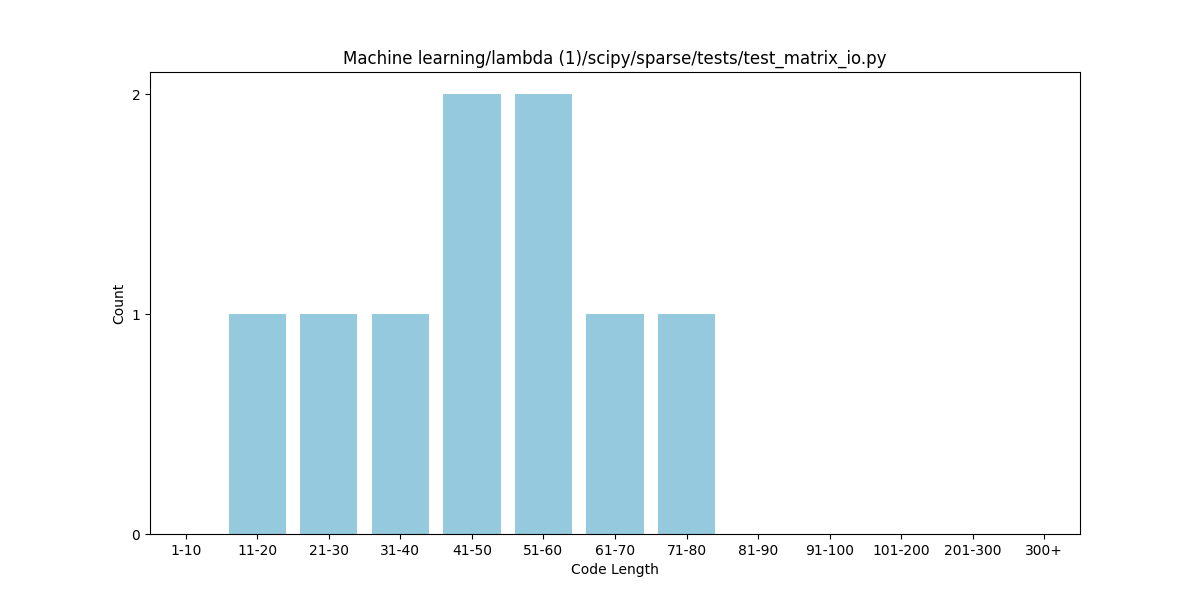 Machine learning/lambda (1)/scipy/sparse/tests/test_matrix_io.py
Count
2
1
0
1-10 11-20 21-30 31-40 41-50 51-60 61-70 71-80 81-90 91-100 101-200 201-300 300+
Code Length